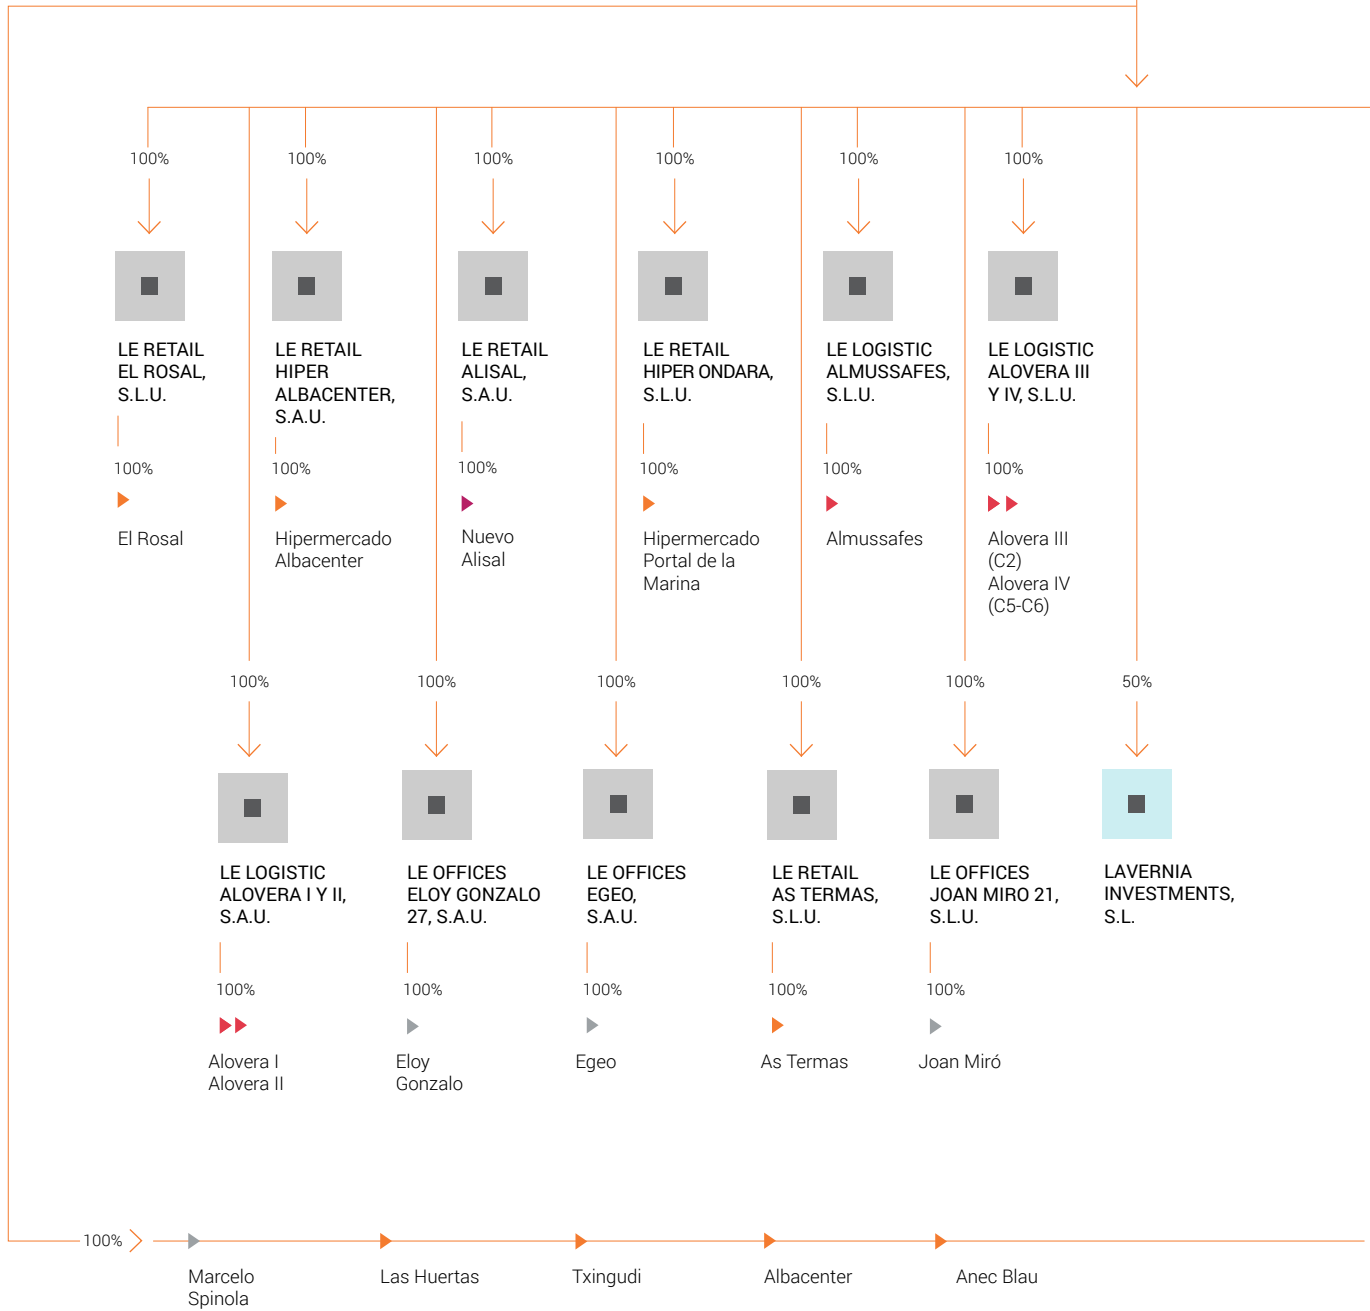 100%
100%
100%
100%
100%
100%
LE RETAIL
EL ROSAL,
S.L.U.
LE RETAIL
HIPER
ALBACENTER,
S.A.U.
LE RETAIL
ALISAL,
S.A.U.
LE RETAIL
HIPER ONDARA,
S.L.U.
LE LOGISTIC
ALMUSSAFES,
S.L.U.
LE LOGISTIC
ALOVERA III
Y IV, S.L.U.
100%
100%
100%
100%
100%
100%
El Rosal
Hipermercado
Albacenter
Nuevo
Alisal
Hipermercado
Portal de la
Marina
Almussafes
Alovera III
(C2)
Alovera IV
(C5-C6)
100%
100%
100%
100%
100%
50%
LE LOGISTIC
ALOVERA I Y II,
S.A.U.
LE OFFICES
ELOY GONZALO
27, S.A.U.
LE OFFICES
EGEO,
S.A.U.
LE RETAIL
AS TERMAS,
S.L.U.
LE OFFICES
JOAN MIRO 21,
S.L.U.
LAVERNIA
INVESTMENTS,
S.L.
100%
100%
100%
100%
100%
Alovera I
Alovera II
Eloy
Gonzalo
Egeo
As Termas
Joan Miró
100%
Marcelo
Spinola
Las Huertas
Txingudi
Albacenter
Anec Blau